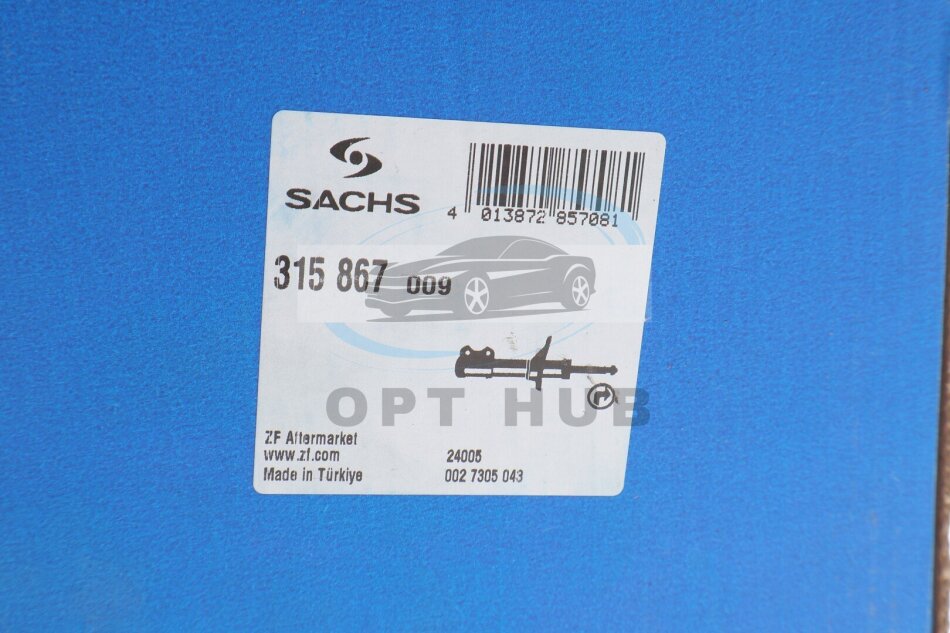 SACHS
4 013872 857081
315 867 009
OPT HUB
ZF Aftermarket
www.zf.com
Made in Türkiye
24005
002 7305 043